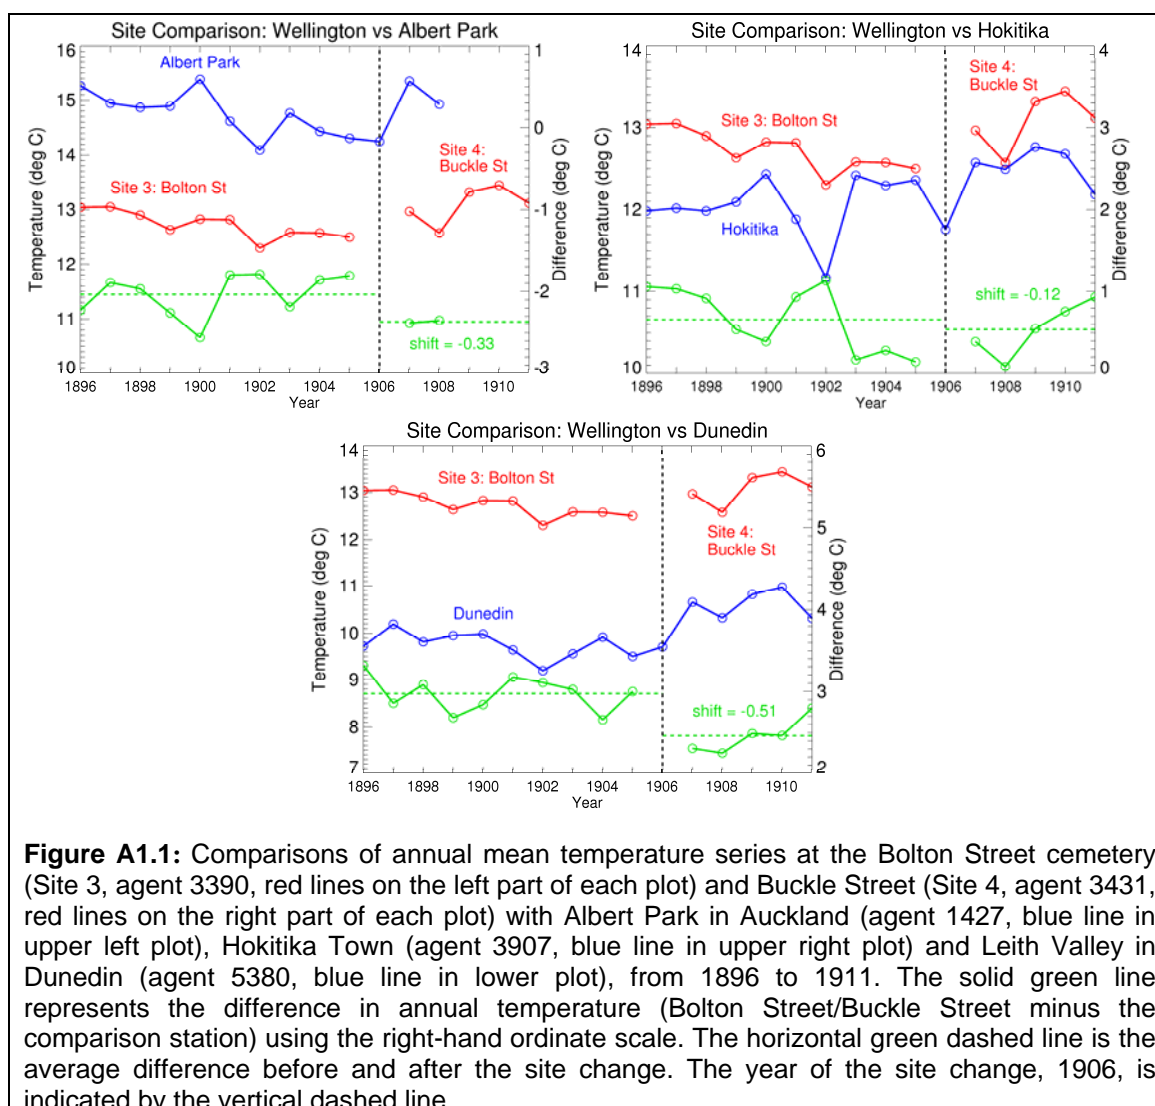 Site Comparison: Wellington vs Albert Park
16
15
14
13
12
11
10
Temperature (deg C)
Albert Park
Site 3: Bolton St
Site 4:
Buckle St
shift = -0.33
1
0
-1
-2
-3
Difference (deg C)
1896 1898 1900 1902 1904 1906 1908 1910
Year
Site Comparison: Wellington vs Hokitika
14
13
12
11
10
Temperature (deg C)
Site 4:
Buckle St
Site 3: Bolton St
Hokitika
shift = -0.12
4
3
2
1
0
Difference (deg C)
1896 1898 1900 1902 1904 1906 1908 1910
Year
Site Comparison: Wellington vs Dunedin
14
13
12
11
10
9
8
7
Temperature (deg C)
Site 3: Bolton St
Site 4:
Buckle St
Dunedin
shift = -0.51
6
5
4
3
2
Difference (deg C)
1896 1898 1900 1902 1904 1906 1908 1910
Year
Figure A1.1: Comparisons of annual mean temperature series at the Bolton Street cemetery
(Site 3, agent 3390, red lines on the left part of each plot) and Buckle Street (Site 4, agent 3431,
red lines on the right part of each plot) with Albert Park in Auckland (agent 1427, blue line in
upper left plot), Hokitika Town (agent 3907, blue line in upper right plot) and Leith Valley in
Dunedin (agent 5380, blue line in lower plot), from 1896 to 1911. The solid green line
represents the difference in annual temperature (Bolton Street/Buckle Street minus the
comparison station) using the right-hand ordinate scale. The horizontal green dashed line is the
average difference before and after the site change. The year of the site change, 1906, is
indicated by the vertical dashed line